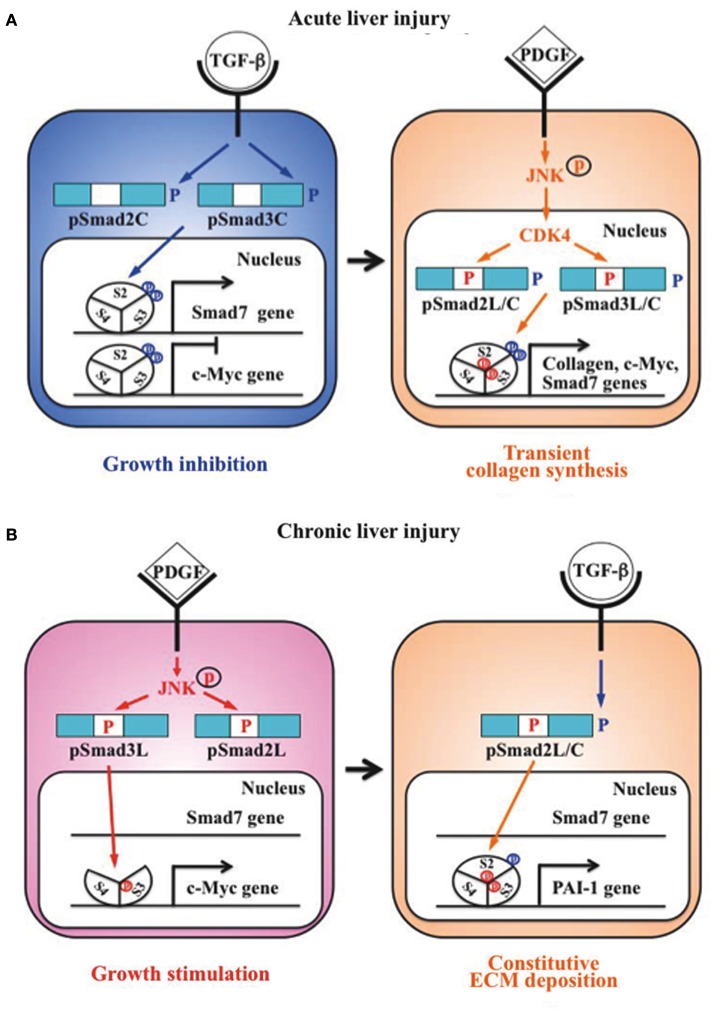 A
Acute liver injury
TGF-β
PDGF
JNK p
P
P
pSmad2C
pSmad3C
Nucleus
CDK4
Nucleus
P
P
P
P
pSmad2L/C
pSmad3L/C
S2
S4
S3
P
P
Smad7 gene
S2
S4
S3
P
P
c-Myc gene
S2
S4
S3
P
P
P
P
Collagen, c-Myc,
Smad7 genes
Growth inhibition
Transient
collagen synthesis
B
Chronic liver injury
PDGF
TGF-β
JNK p
P
P
pSmad3L
pSmad2L
P
P
pSmad2L/C
Nucleus
Smad7 gene
Nucleus
Smad7 gene
S4
S3
P
c-Myc gene
S2
S4
S3
P
P
P
PAI-1 gene
Growth stimulation
Constitutive
ECM deposition